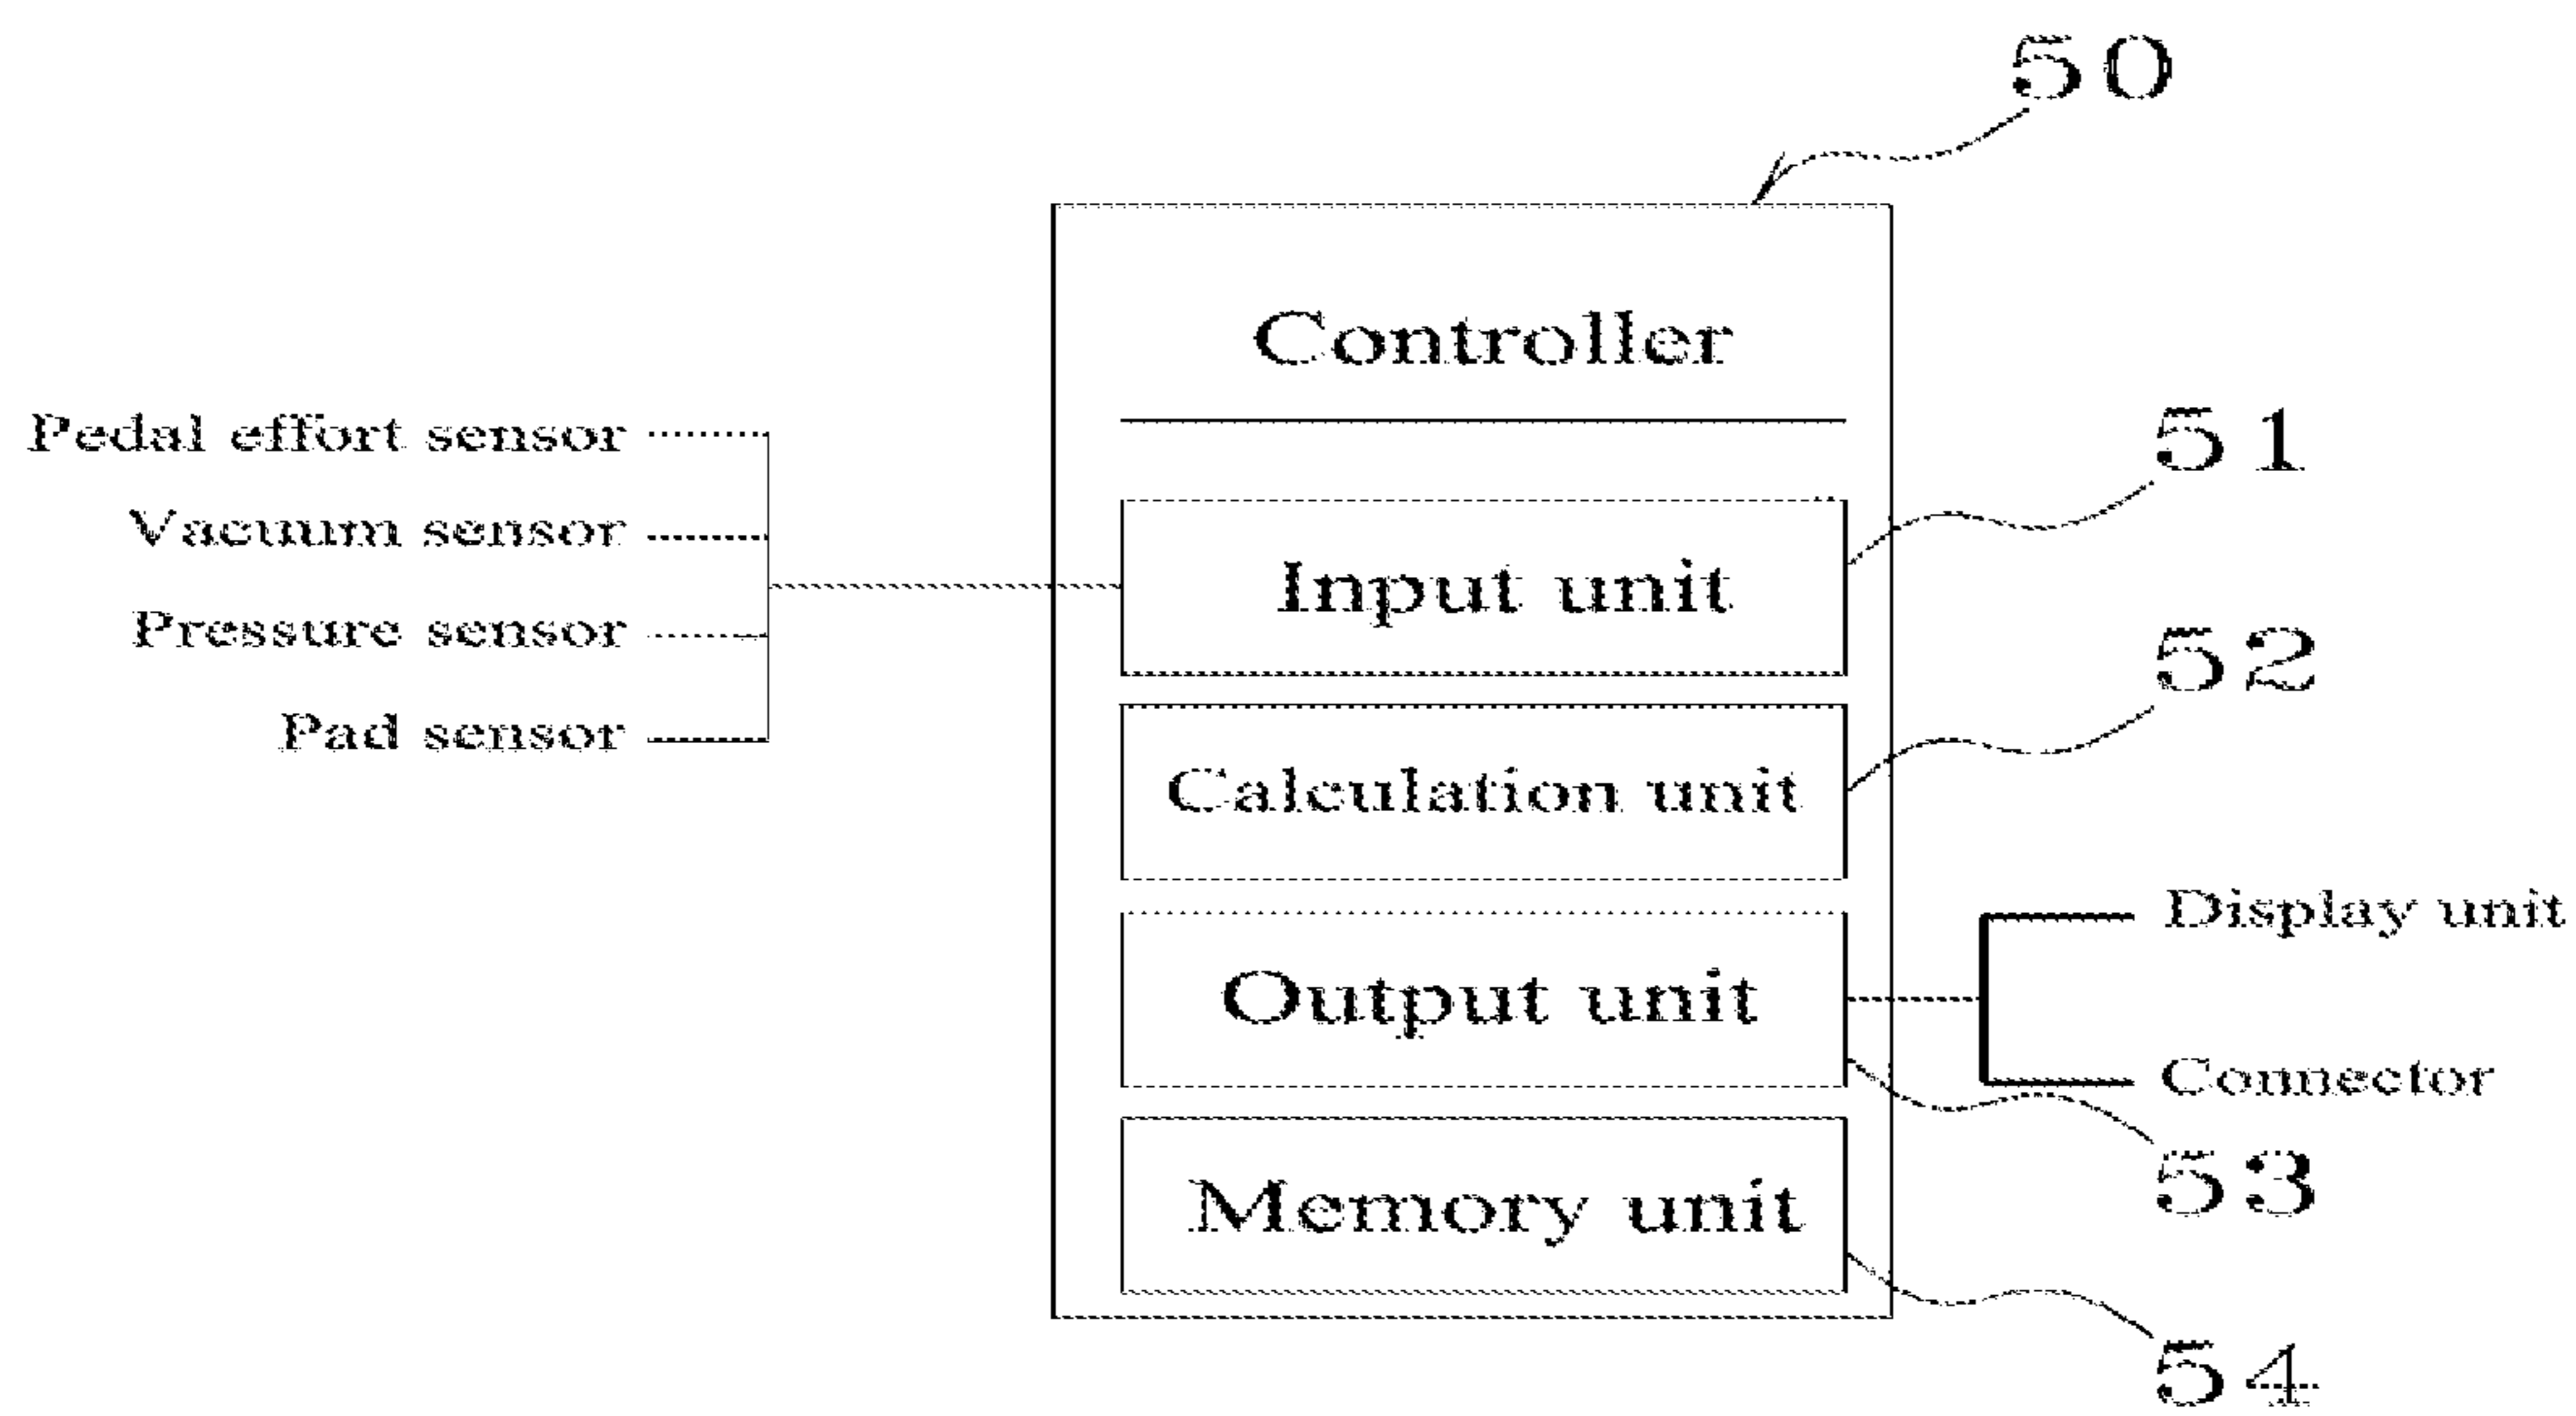 50
Controller
Pedal effort sensor
Vacuum sensor
Pressure sensor
Pad sensor
Input unit
51
Calculation unit
52
Output unit
Display unit
Connector
53
Memory unit
54